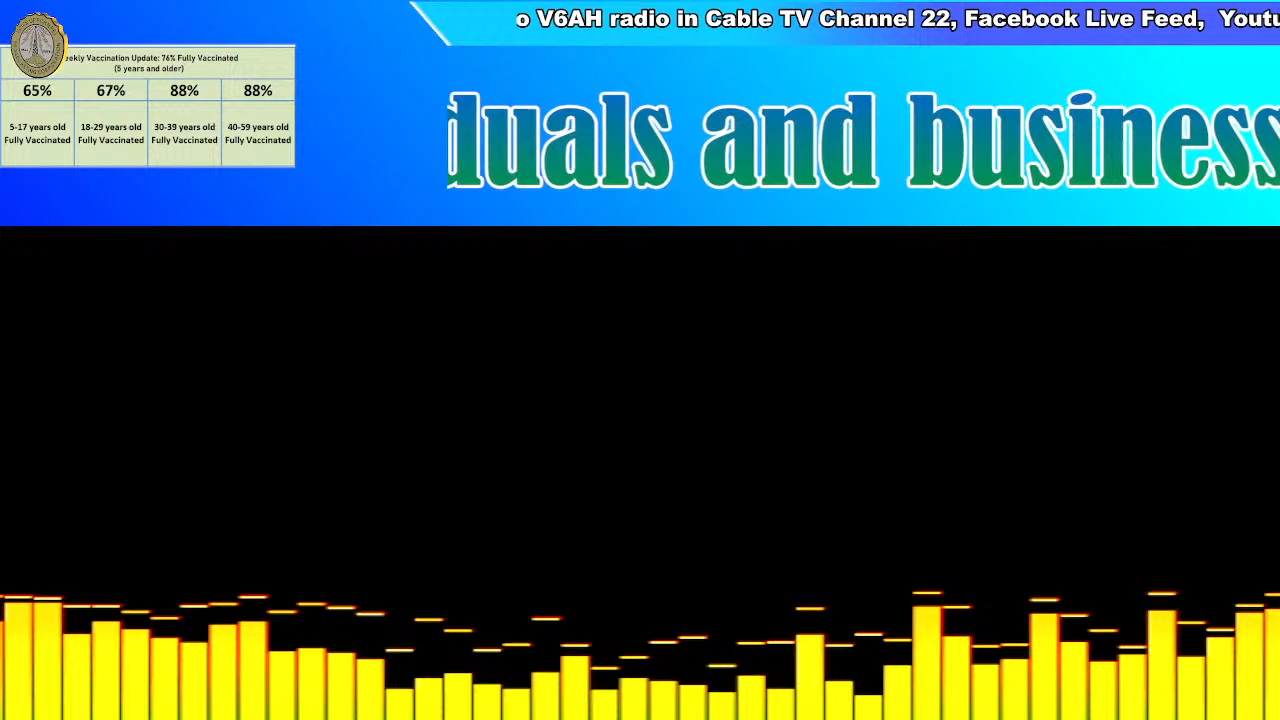 o V6AH radio in Cable TV Channel 22, Facebook Live Feed, Youtu
eekly Vaccination Update: 76% Fully Vaccinated
(5 years and older)
65% 67% 88% 88%
5-17 years old 18-29 years old 30-39 years old 40-59 years old
Fully Vaccinated Fully Vaccinated Fully Vaccinated Fully Vaccinated
duals and business